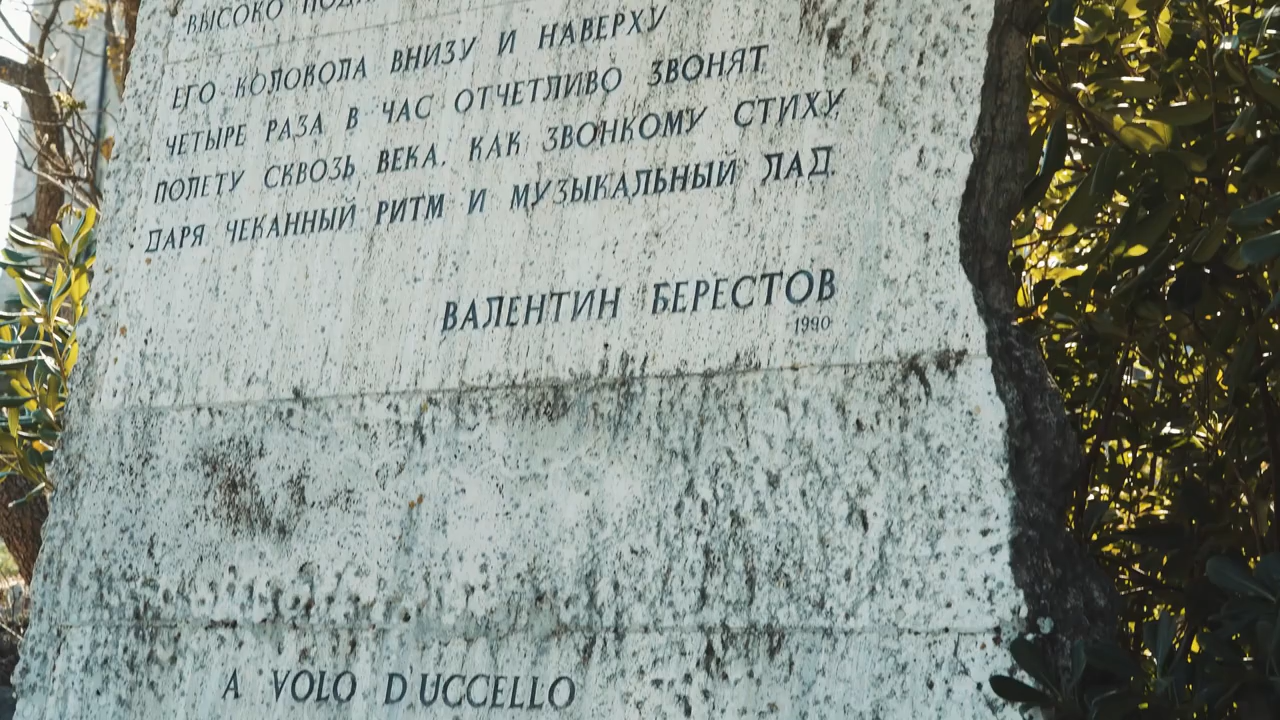 ВЫСОКО
ЕГО КОЛОКОЛА ВНИЗУ И НАВЕРХУ
ЧЕТЫРЕ РАЗА В ЧАС ОТЧЕТЛИВО ЗВОНЯТ
ПОЛЕТУ СКВОЗЬ ВЕКА, КАК ЗВОНКОМУ СТИХУ,
ДАРЯ ЧЕКАННЫЙ РИТМ И МУЗЫКАЛЬНЫЙ ЛАД.
ВАЛЕНТИН БЕРЕСТОВ
1990
A VOLO D'UCCELLO